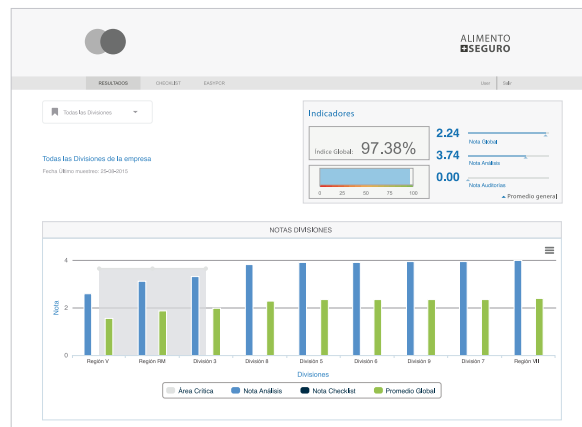 ALIMENTO
SEGURO
RESULTADOS
CHECKLIST
EASYPOR
User
Salir
Todas las Divisiones
Todas las Divisiones de la empresa
Fecha Último muestreo: 25-08-2015
Indicadores
Índice Global: 97.38%
0 25 50 75 100
2.24
Nota Global
3.74
Nota Análisis
0.00
Nota Auditorías
Promedio general
NOTAS DIVISIONES
Nota
4
2
0
Región V
Región RM
División 3
División 8
División 5
División 6
División 9
División 7
Región VII
Divisiones
Área Crítica
Nota Análisis
Nota Checklist
Promedio Global